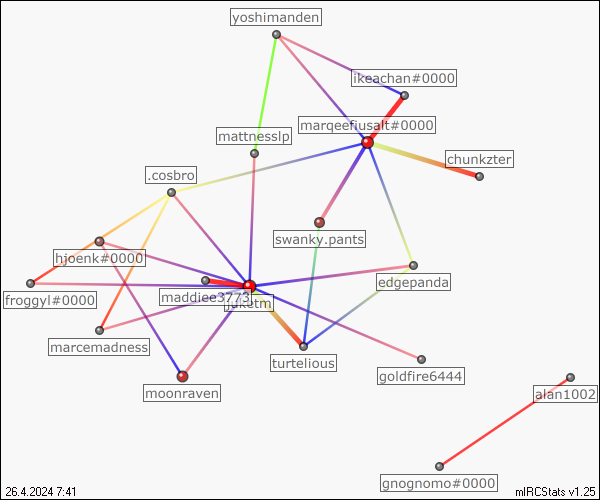 yoshimanden
ikeachan#0000
marqeefiusalt#0000
mattnesslp
chunkzter
.cosbro
swanky.pants
hjoenk#0000
edgepanda
froggyl#0000
maddiee3773
marcemadness
turtelious
goldfire6444
moonraven
alan1002
gnognomo#0000
26.4.2024 7:41
mIRCStats v1.25